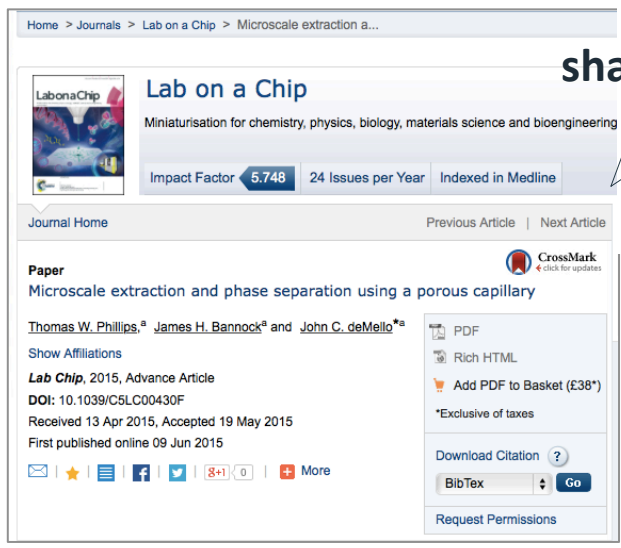 Home > Journals > Lab on a Chip > Microscale extraction a...
sha
LabonaChip
Lab on a Chip
Miniaturisation for chemistry, physics, biology, materials science and bioengineering
Impact Factor 5.748 24 Issues per Year Indexed in Medline
Journal Home Previous Article | Next Article
CrossMark
click for updates
Paper
Microscale extraction and phase separation using a porous capillary
Thomas W. Phillips,a James H. Bannocka and John C. deMello*a
Show Affiliations
Lab Chip, 2015, Advance Article
DOI: 10.1039/C5LC00430F
Received 13 Apr 2015, Accepted 19 May 2015
First published online 09 Jun 2015
g+1 0 | More
PDF
Rich HTML
Add PDF to Basket (£38*)
*Exclusive of taxes
Download Citation ?
BibTex Go
Request Permissions